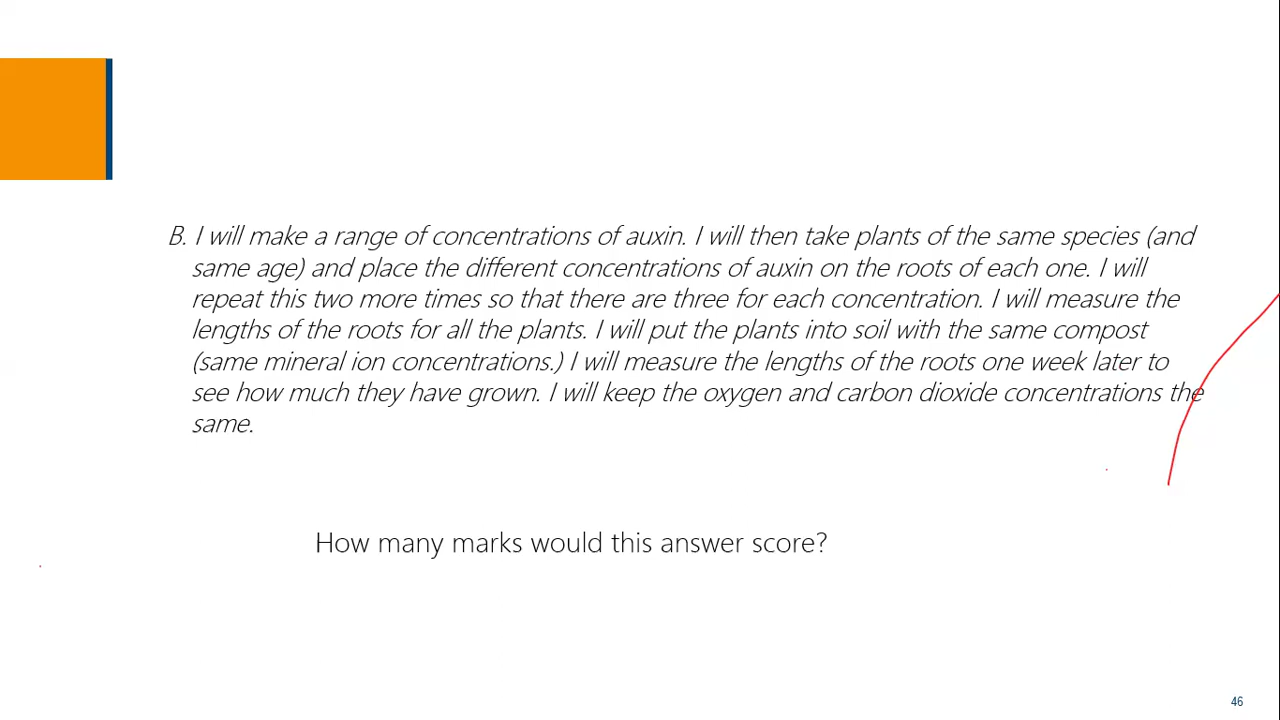 B. I will make a range of concentrations of auxin. I will then take plants of the same species (and
same age) and place the different concentrations of auxin on the roots of each one. I will
repeat this two more times so that there are three for each concentration. I will measure the
lengths of the roots for all the plants. I will put the plants into soil with the same compost
(same mineral ion concentrations.) I will measure the lengths of the roots one week later to
see how much they have grown. I will keep the oxygen and carbon dioxide concentrations the
same.
How many marks would this answer score?
46